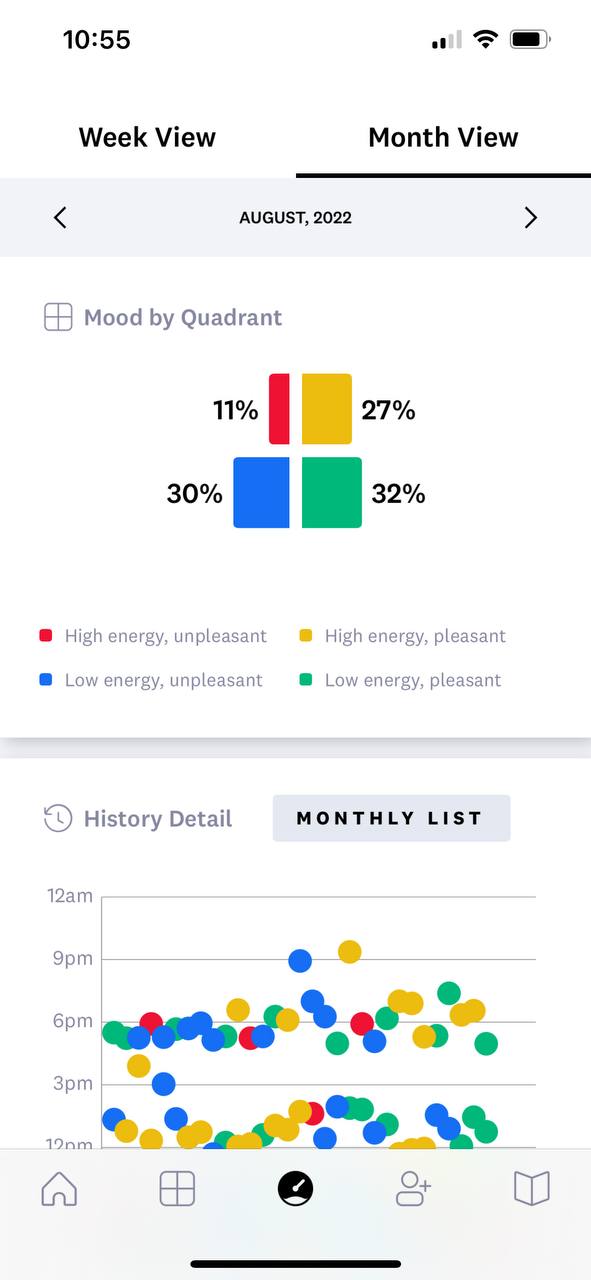 10:55
Week View Month View
AUGUST, 2022
Mood by Quadrant
11% 27%
30% 32%
High energy, unpleasant High energy, pleasant
Low energy, unpleasant Low energy, pleasant
History Detail MONTHLY LIST
12am
9pm
6pm
3pm
12pm